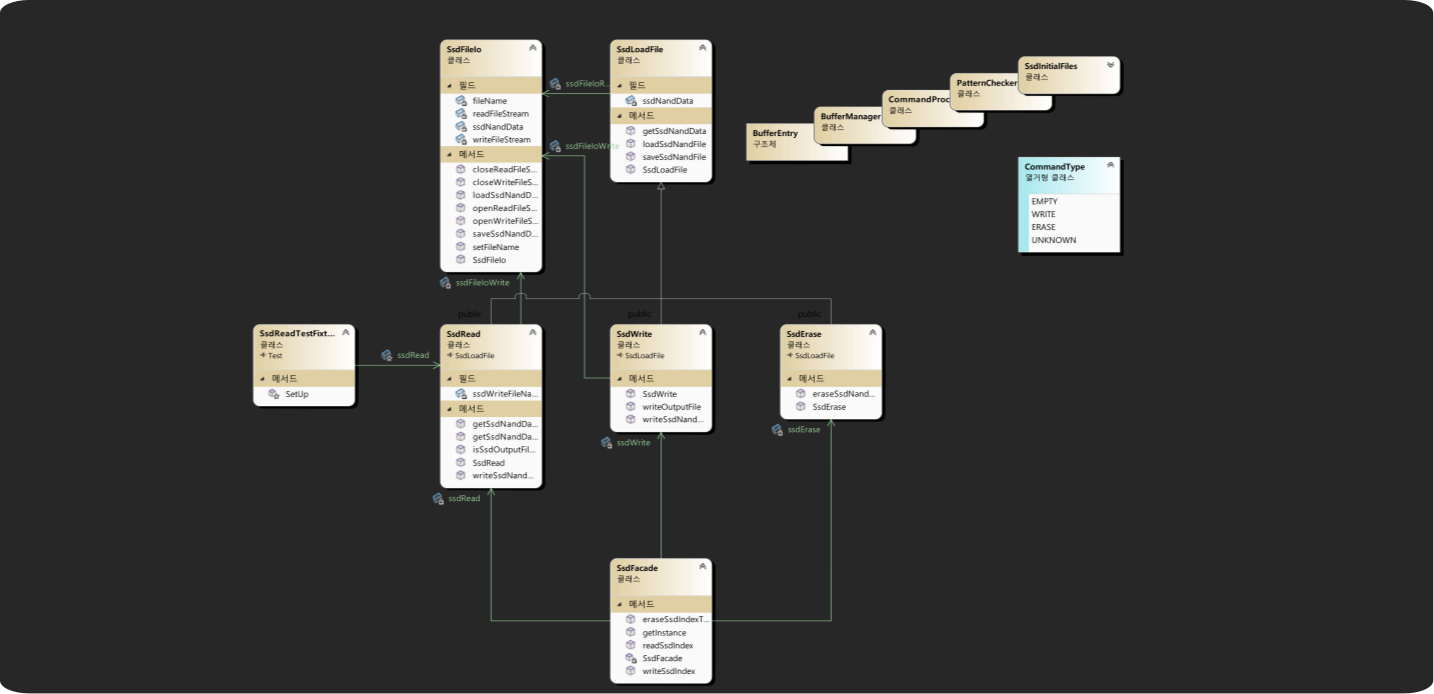 SsdFileIo
클래스
필드
fileName
readFileStream
ssdNandData
writeFileStream
메서드
closeReadFileS...
closeWriteFileS...
loadSsdNandD...
openReadFileS...
openWriteFileS...
saveSsdNandD...
setFileName
SsdFileIo
ssdFileIoR...
ssdFileIoWrite
SsdLoadFile
클래스
필드
ssdNandData
메서드
getSsdNandData
loadSsdNandFile
saveSsdNandFile
SsdLoadFile
BufferEntry
구조체
BufferManager
클래스
CommandProc
클래스
PatternChecker
클래스
SsdInitialFiles
클래스
CommandType
열거형 클래스
EMPTY
WRITE
ERASE
UNKNOWN
ssdFileIoWrite
public
public
public
SsdReadTestFixt...
클래스
Test
메서드
SetUp
ssdRead
SsdRead
클래스
SsdLoadFile
필드
ssdWriteFileNa...
메서드
getSsdNandDa...
getSsdNandDa...
isSsdOutputFil...
SsdRead
writeSsdNand...
ssdRead
SsdWrite
클래스
SsdLoadFile
메서드
SsdWrite
writeOutputFile
writeSsdNand...
ssdWrite
SsdErase
클래스
SsdLoadFile
메서드
eraseSsdNand...
SsdErase
ssdErase
SsdFacade
클래스
메서드
eraseSsdIndexT...
getInstance
readSsdIndex
SsdFacade
writeSsdIndex